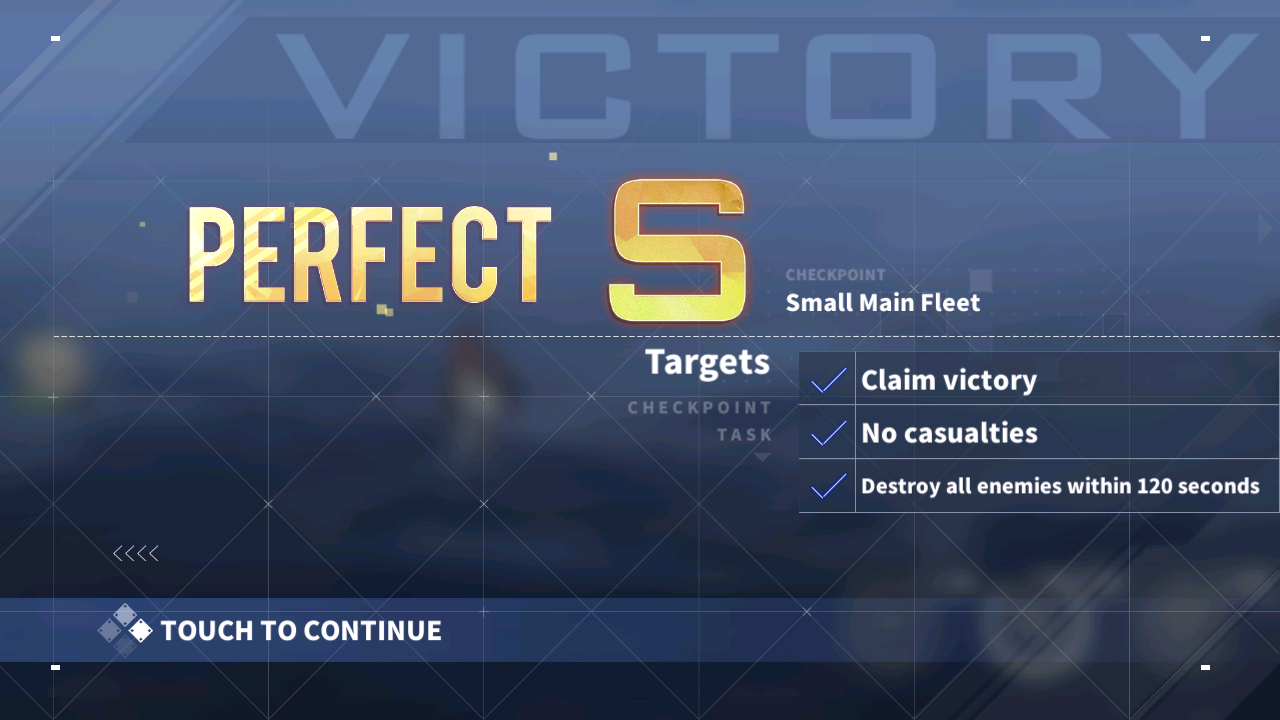 VICTORY
PERFECT S
CHECKPOINT
Small Main Fleet
Targets
CHECKPOINT
TASK
Claim victory
No casualties
Destroy all enemies within 120 seconds
TOUCH TO CONTINUE